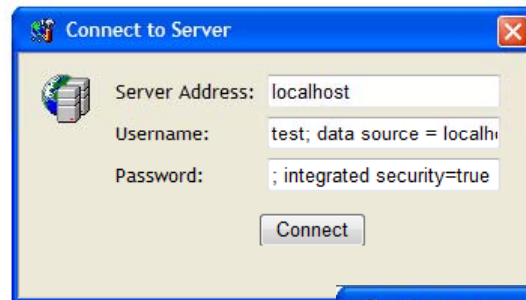 Connect to Server
Server Address: localhost
Username: test; data source = localh
Password: ; integrated security=true
Connect